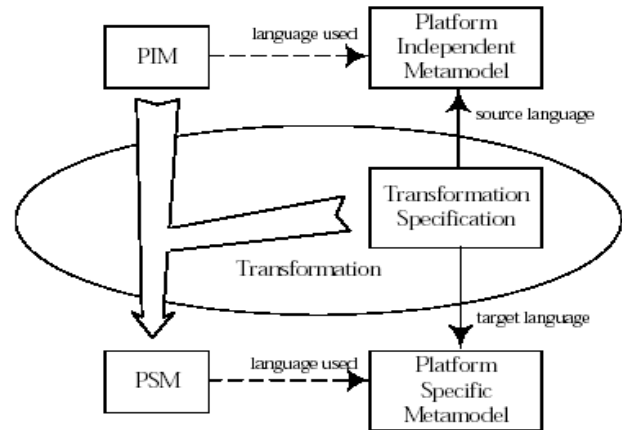 PIM
language used
Platform
Independent
Metamodel
source language
Transformation
Specification
Transformation
target language
PSM
language used
Platform
Specific
Metamodel